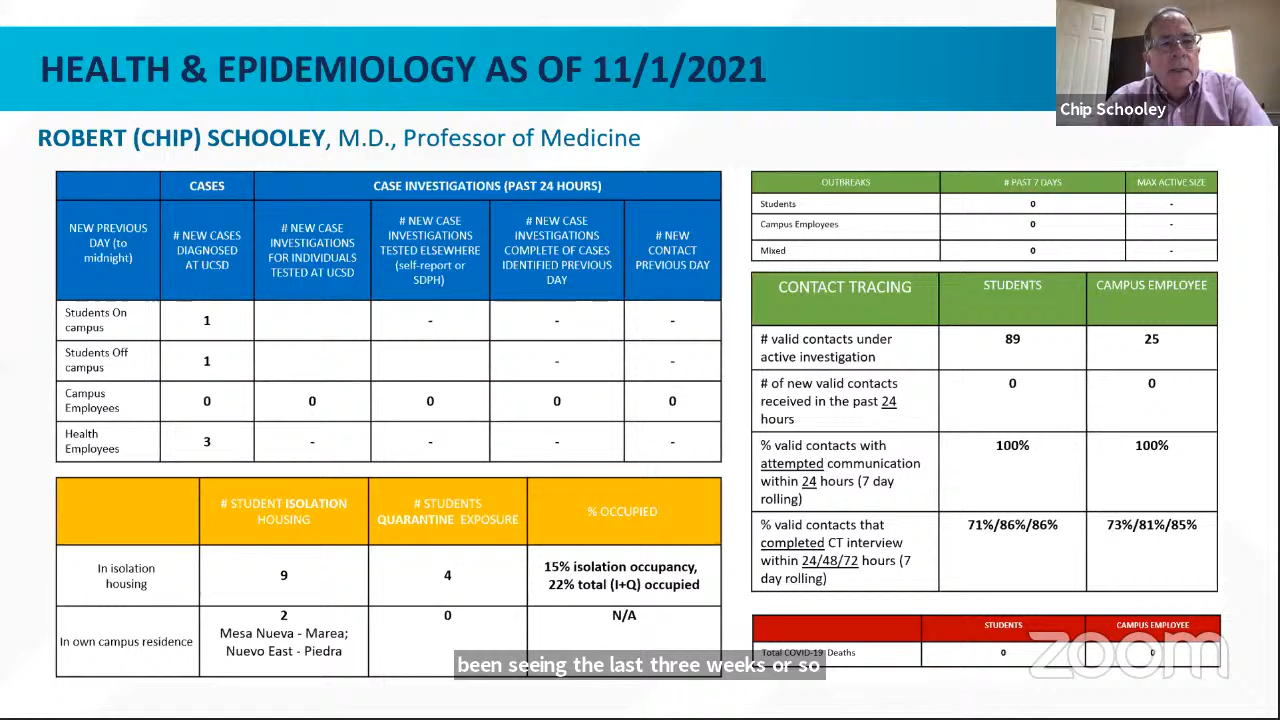 HEALTH & EPIDEMIOLOGY AS OF 11/1/2021
Chip Schooley
ROBERT (CHIP) SCHOOLEY, M.D., Professor of Medicine
CASES
CASE INVESTIGATIONS (PAST 24 HOURS)
NEW PREVIOUS
DAY (to
midnight)
# NEW CASES
DIAGNOSED
AT UCSD
# NEW CASE
INVESTIGATIONS
FOR INDIVIDUALS
TESTED AT UCSD
# NEW CASE
INVESTIGATIONS
TESTED ELSEWHERE
(self-report or
SDPH)
# NEW CASE
INVESTIGATIONS
COMPLETE OF CASES
IDENTIFIED PREVIOUS
DAY
# NEW
CONTACT
PREVIOUS DAY
Students On
campus
1
-
-
-
Students Off
campus
1
-
-
Campus
Employees
0
0
0
0
0
Health
Employees
3
-
-
-
-
# STUDENT ISOLATION
HOUSING
# STUDENTS
QUARANTINE EXPOSURE
% OCCUPIED
In isolation
housing
9
4
15% isolation occupancy,
22% total (I+Q) occupied
In own campus residence
2
Mesa Nueva - Marea;
Nuevo East - Piedra
0
N/A
OUTBREAKS
# PAST 7 DAYS
MAX ACTIVE SIZE
Students
0
-
Campus Employees
0
-
Mixed
0
-
CONTACT TRACING
STUDENTS
CAMPUS EMPLOYEE
# valid contacts under
active investigation
89
25
# of new valid contacts
received in the past 24
hours
0
0
% valid contacts with
attempted communication
within 24 hours (7 day
rolling)
100%
100%
% valid contacts that
completed CT interview
within 24/48/72 hours (7
day rolling)
71%/86%/86%
73%/81%/85%
STUDENTS
CAMPUS EMPLOYEE
Total COVID-19 Deaths
0
0
zoom
been seeing the last three weeks or so